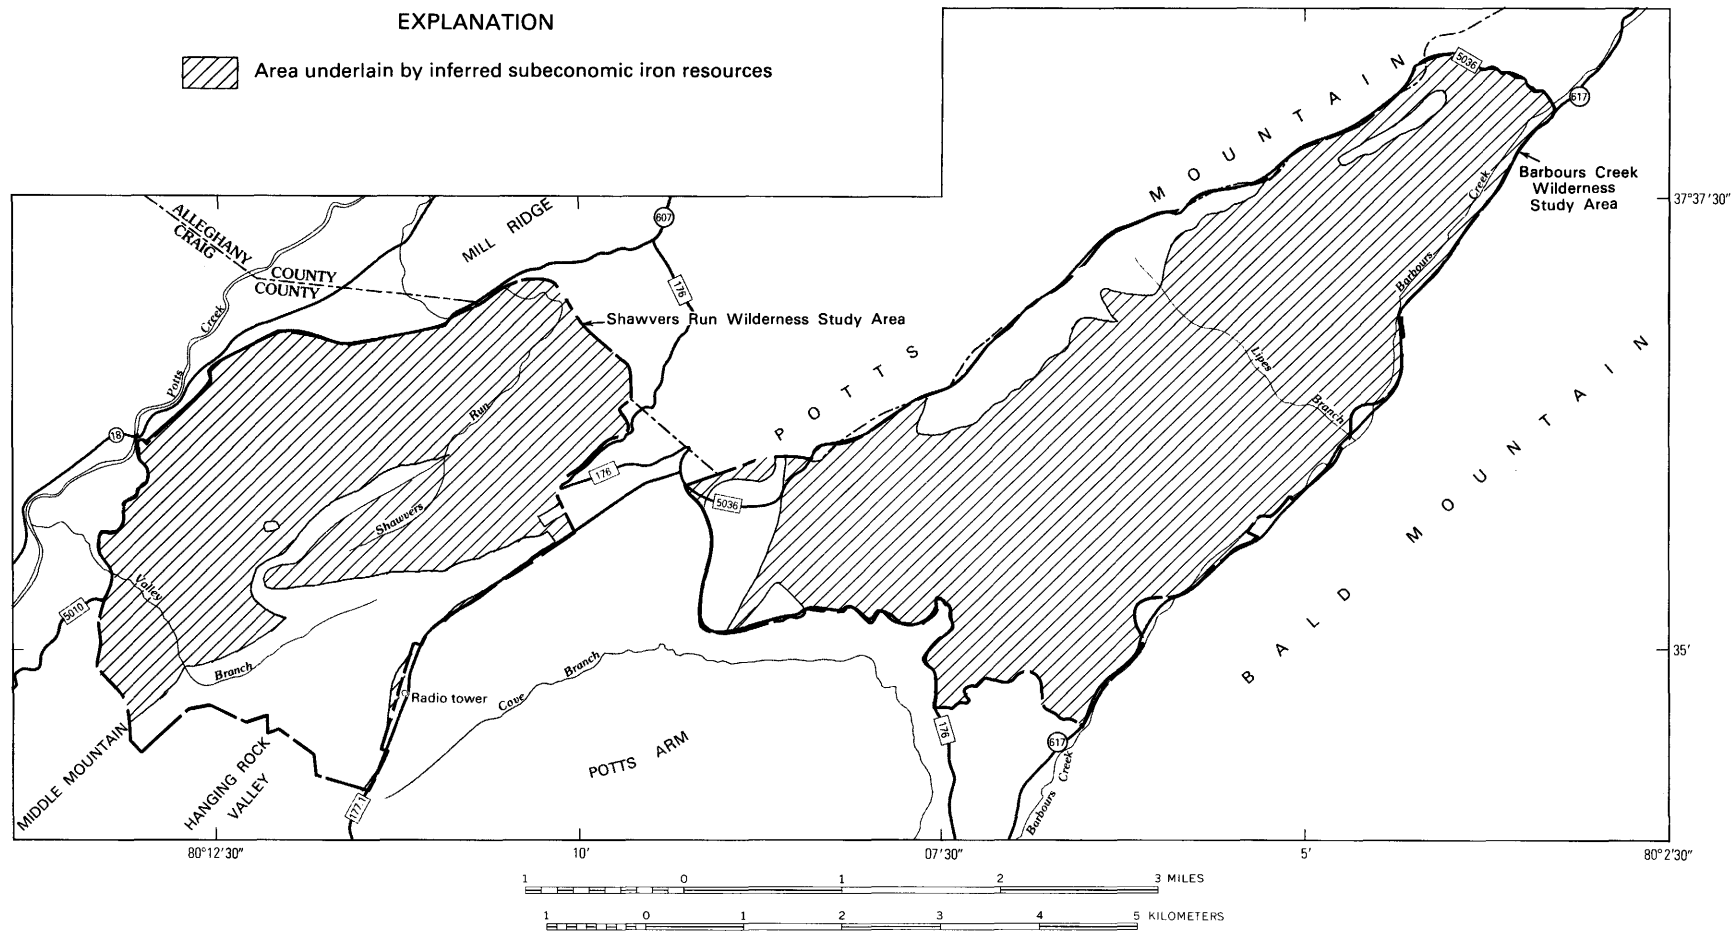 EXPLANATION
Area underlain by inferred subeconomic iron resources
POTTS MOUNTAIN
5036
617
Barbours Creek
Wilderness
Study Area
37°37'30"
Barbours Creek
ALLEGHANY COUNTY
CRAIG COUNTY
MILL RIDGE
607
176
Potts Creek
Shawvers Run Wilderness Study Area
Lipes Branch
18
Shawvers Run
176
5036
BALD MOUNTAIN
Valley Branch
5010
35'
Radio tower
Cove Branch
POTTS ARM
176
617
Barbours Creek
MIDDLE MOUNTAIN
HANGING ROCK
VALLEY
177.1
80°12'30"
10'
07'30"
5'
80°2'30"
1 0 1 2 3 MILES
1 0 1 2 3 4 5 KILOMETERS